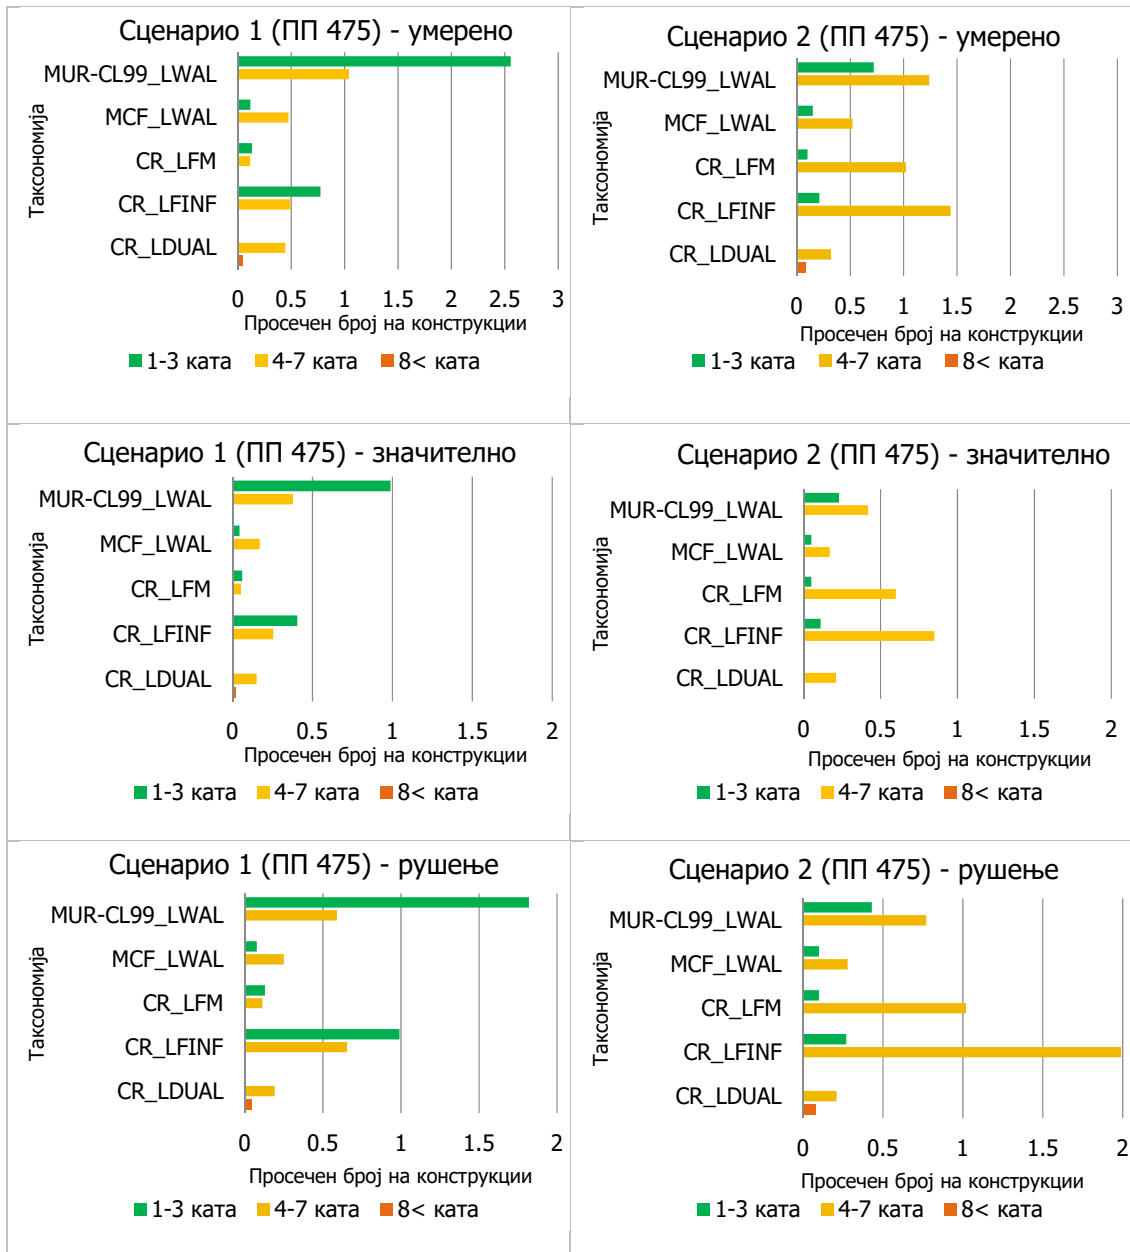 Сценарио 1 (ПП 475) - умерено
Таксономија
MUR-CL99_LWAL
MCF_LWAL
CR_LFM
CR_LFINF
CR_LDUAL
0 0.5 1 1.5 2 2.5 3
Просечен број на конструкции
1-3 ката 4-7 ката 8< ката
Сценарио 2 (ПП 475) - умерено
Таксономија
MUR-CL99_LWAL
MCF_LWAL
CR_LFM
CR_LFINF
CR_LDUAL
0 0.5 1 1.5 2 2.5 3
Просечен број на конструкции
1-3 ката 4-7 ката 8< ката
Сценарио 1 (ПП 475) - значително
Таксономија
MUR-CL99_LWAL
MCF_LWAL
CR_LFM
CR_LFINF
CR_LDUAL
0 0.5 1 1.5 2
Просечен број на конструкции
1-3 ката 4-7 ката 8< ката
Сценарио 2 (ПП 475) - значително
Таксономија
MUR-CL99_LWAL
MCF_LWAL
CR_LFM
CR_LFINF
CR_LDUAL
0 0.5 1 1.5 2
Просечен број на конструкции
1-3 ката 4-7 ката 8< ката
Сценарио 1 (ПП 475) - рушење
Таксономија
MUR-CL99_LWAL
MCF_LWAL
CR_LFM
CR_LFINF
CR_LDUAL
0 0.5 1 1.5 2
Просечен број на конструкции
1-3 ката 4-7 ката 8< ката
Сценарио 2 (ПП 475) - рушење
Таксономија
MUR-CL99_LWAL
MCF_LWAL
CR_LFM
CR_LFINF
CR_LDUAL
0 0.5 1 1.5 2
Просечен број на конструкции
1-3 ката 4-7 ката 8< ката